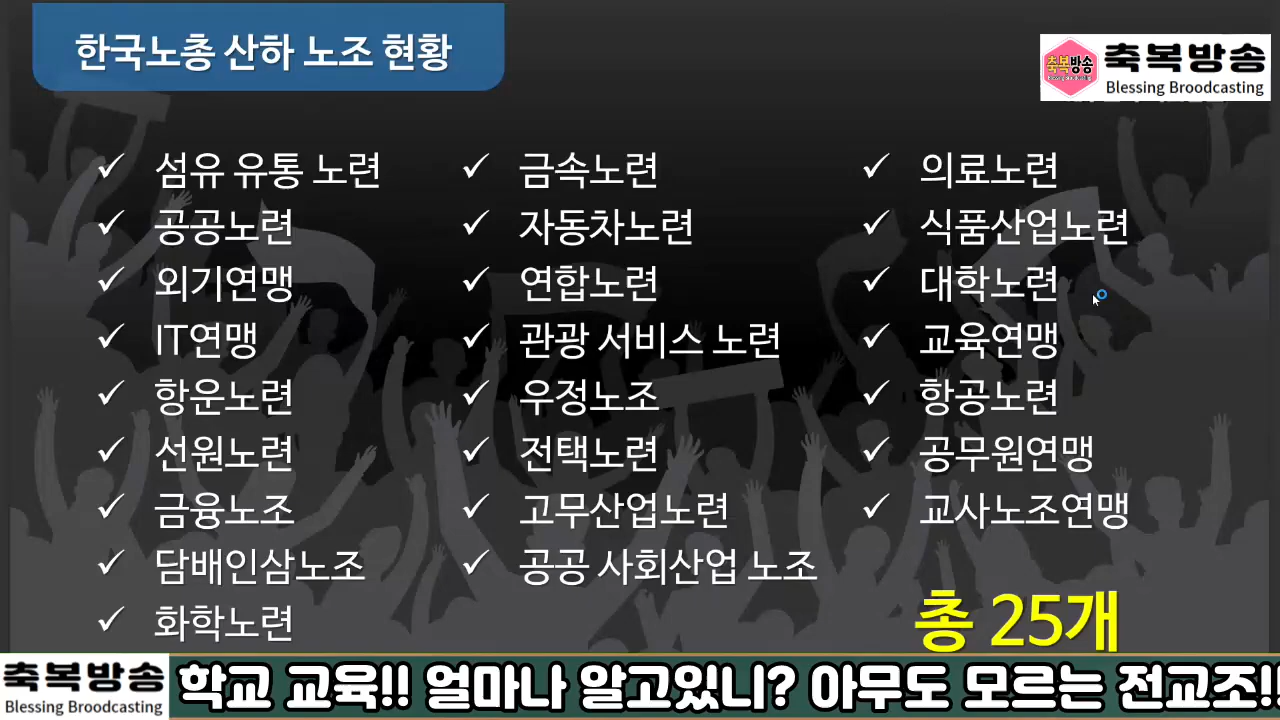 한국노총 산하 노조 현황
축복방송
축복방송
Blessing Broodcasting
섬유 유통 노련
공공노련
외기연맹
IT연맹
항운노련
선원노련
금융노조
담배인삼노조
화학노련
금속노련
자동차노련
연합노련
관광 서비스 노련
우정노조
전택노련
고무산업노련
공공 사회산업 노조
의료노련
식품산업노련
대학노련
교육연맹
항공노련
공무원연맹
교사노조연맹
총 25개
축복방송
Blessing Broodcasting
학교 교육!! 얼마나 알고있니? 아무도 모르는 전교조!!